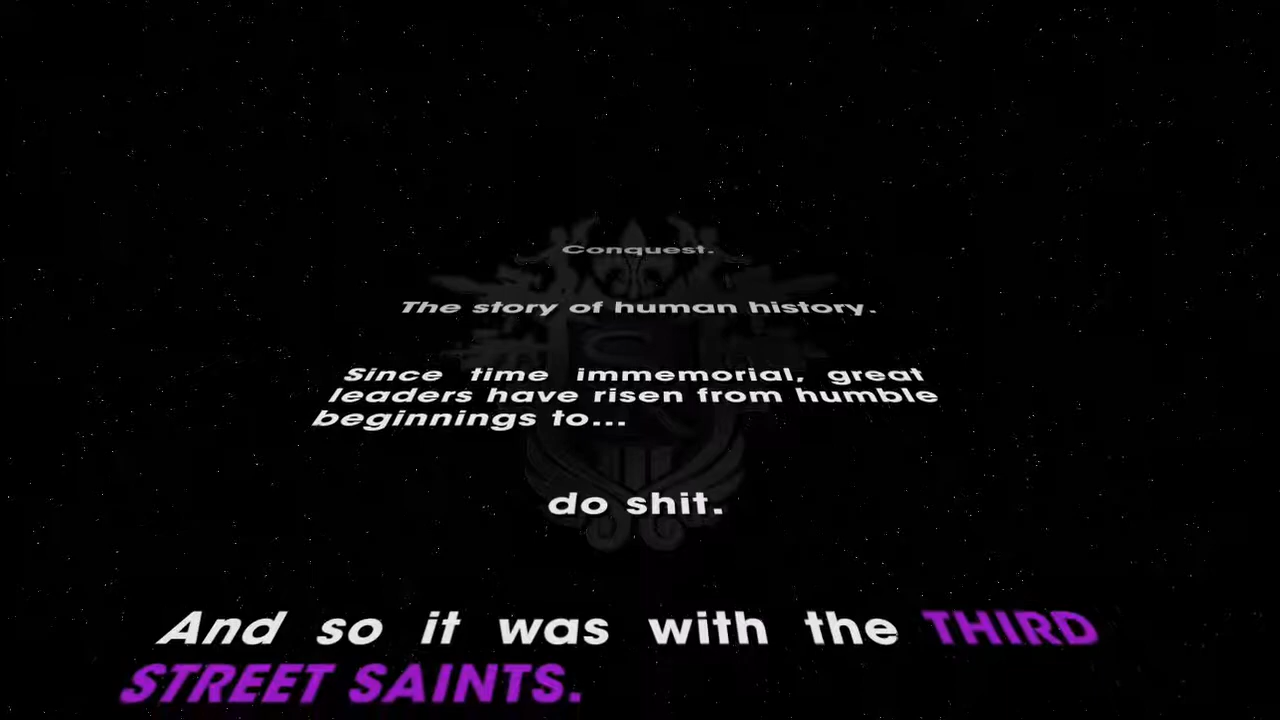 Conquest.
The story of human history.
Since time immemorial, great
leaders have risen from humble
beginnings to...
do shit.
And so it was with the THIRD
STREET SAINTS.